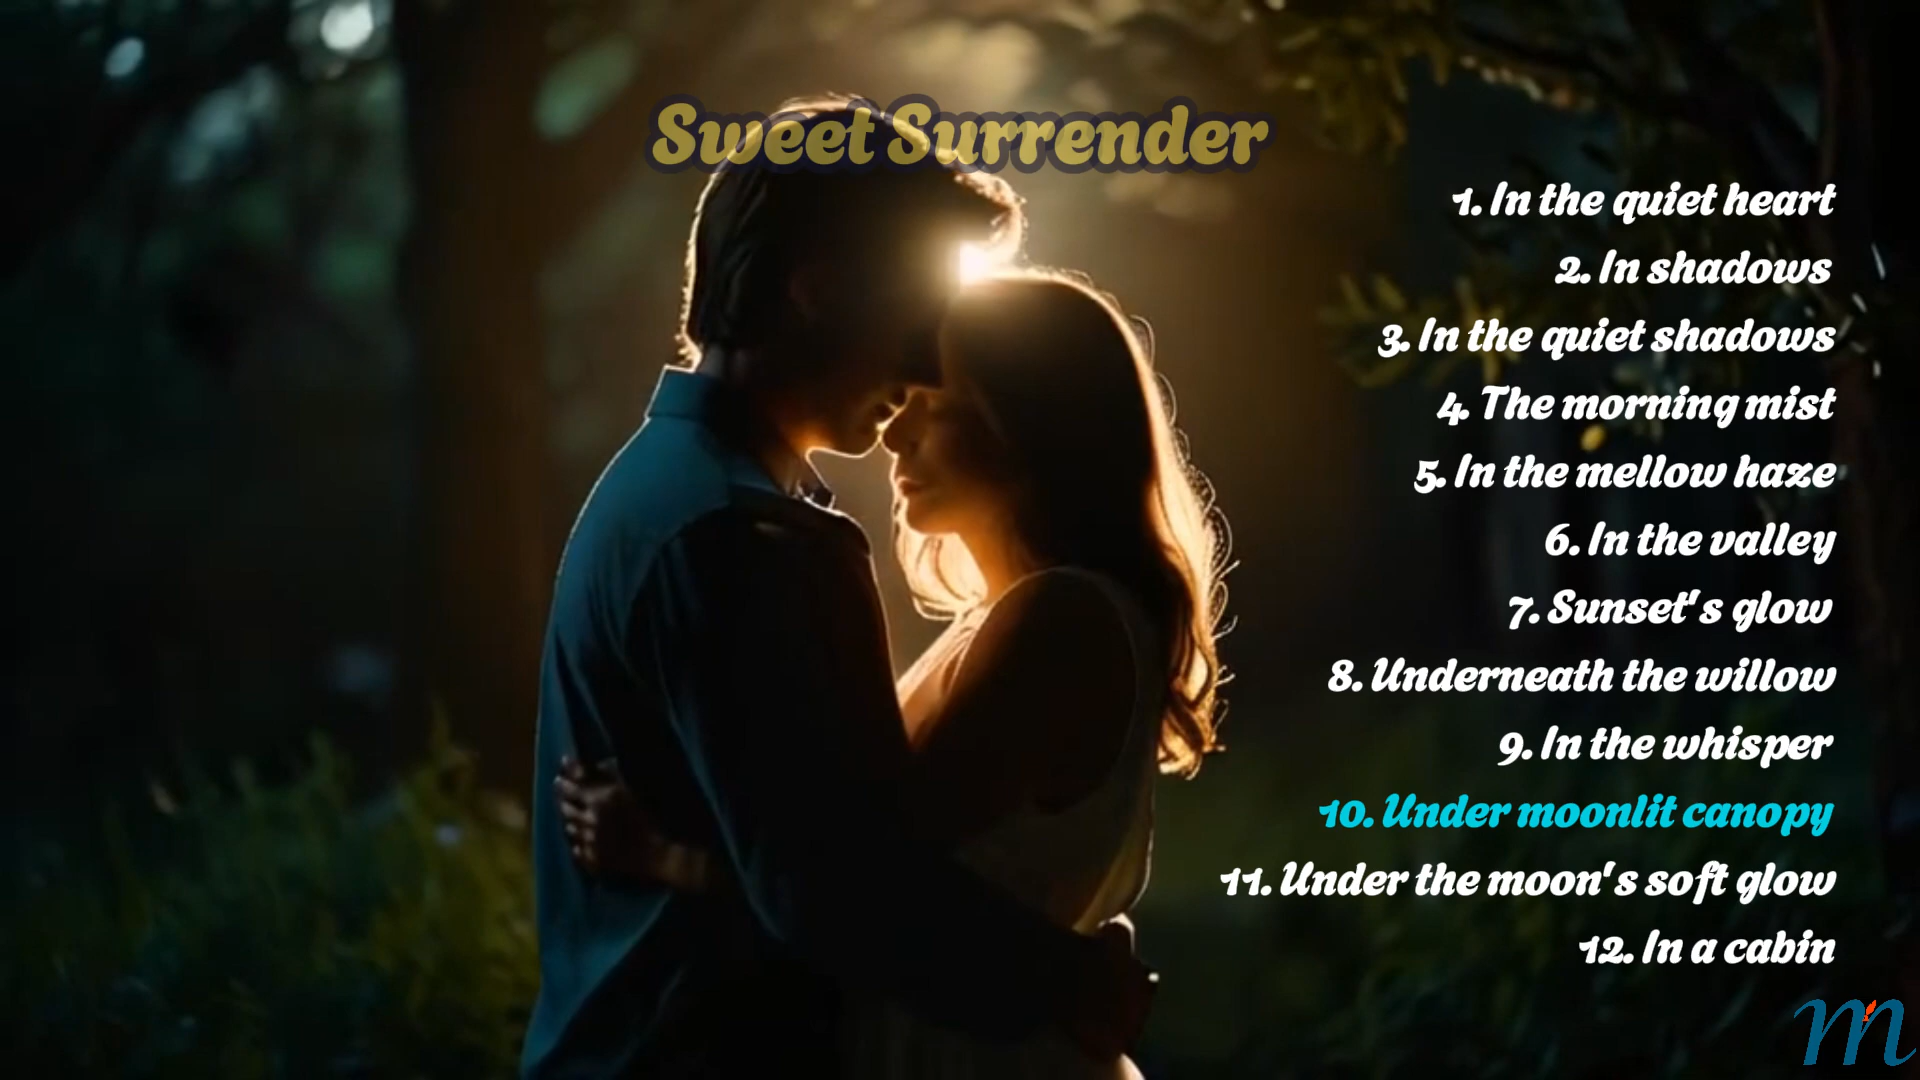 Sweet Surrender
1. In the quiet heart
2. In shadows
3. In the quiet shadows
4. The morning mist
5. In the mellow haze
6. In the valley
7. Sunset's glow
8. Underneath the willow
9. In the whisper
10. Under moonlit canopy
11. Under the moon's soft glow
12. In a cabin
m